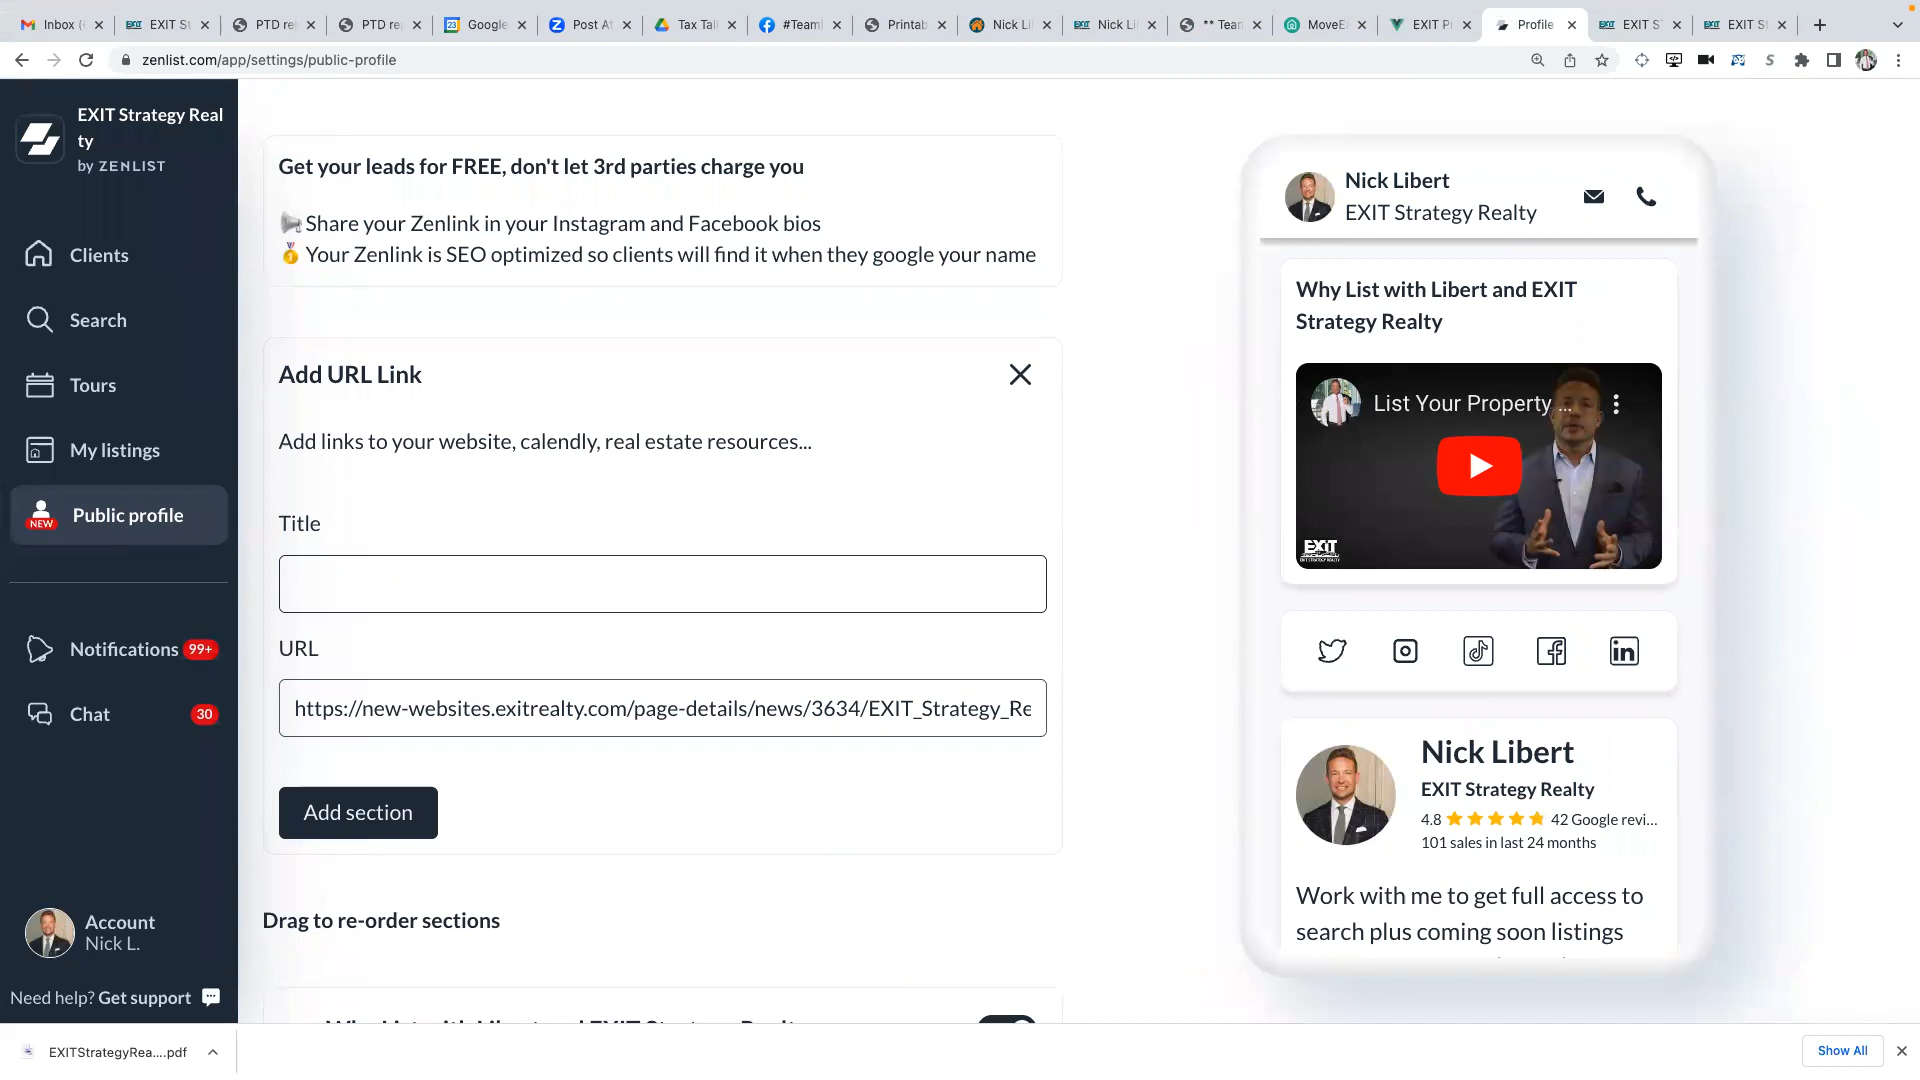 Inbox (
EXIT St
PTD re
PTD re
23
Google
Post At
Tax Tall
#Team
Printab
Nick Li
Nick Li
** Tean
MoveEa
EXIT Pr
Profile
EXIT S
EXIT St
zenlist.com/app/settings/public-profile
EXIT Strategy Real
ty
by ZENLIST
Clients
Search
Tours
My listings
NEW
Public profile
Notifications 99+
Chat 30
Account
Nick L.
Need help? Get support
Get your leads for FREE, don't let 3rd parties charge you
Share your Zenlink in your Instagram and Facebook bios
Your Zenlink is SEO optimized so clients will find it when they google your name
Add URL Link
Add links to your website, calendly, real estate resources...
Title
URL
https://new-websites.exitrealty.com/page-details/news/3634/EXIT_Strategy_Re
Add section
Drag to re-order sections
Nick Libert
EXIT Strategy Realty
Why List with Libert and EXIT
Strategy Realty
List Your Property ...
EXIT
EXIT STRATEGY REALTY
Nick Libert
EXIT Strategy Realty
4.8 42 Google revi...
101 sales in last 24 months
Work with me to get full access to
search plus coming soon listings
EXITStrategyRea....pdf
Show All